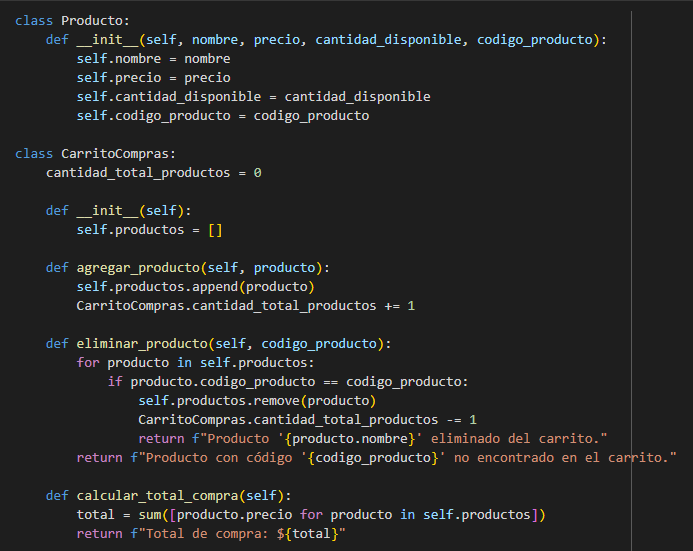 class Producto:
    def __init__(self, nombre, precio, cantidad_disponible, codigo_producto):
        self.nombre = nombre
        self.precio = precio
        self.cantidad_disponible = cantidad_disponible
        self.codigo_producto = codigo_producto

class CarritoCompras:
    cantidad_total_productos = 0

    def __init__(self):
        self.productos = []

    def agregar_producto(self, producto):
        self.productos.append(producto)
        CarritoCompras.cantidad_total_productos += 1

    def eliminar_producto(self, codigo_producto):
        for producto in self.productos:
            if producto.codigo_producto == codigo_producto:
                self.productos.remove(producto)
                CarritoCompras.cantidad_total_productos -= 1
                return f"Producto '{producto.nombre}' eliminado del carrito."
        return f"Producto con código '{codigo_producto}' no encontrado en el carrito."

    def calcular_total_compra(self):
        total = sum([producto.precio for producto in self.productos])
        return f"Total de compra: ${total}"